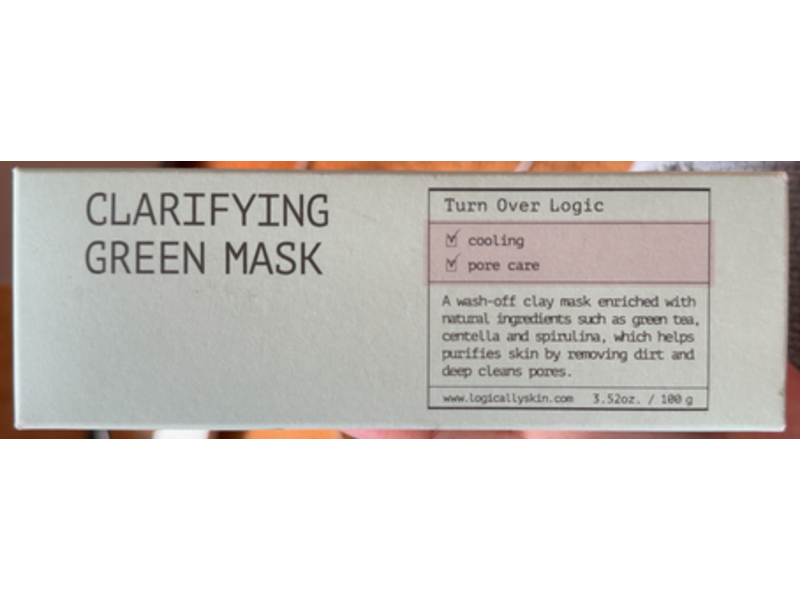 CLARIFYING
GREEN MASK
Turn Over Logic
cooling
pore care
A wash-off clay mask enriched with
natural ingredients such as green tea,
centella and spirulina, which helps
purifies skin by removing dirt and
deep cleans pores.
www.logicallyskin.com 3.52oz. / 100 g